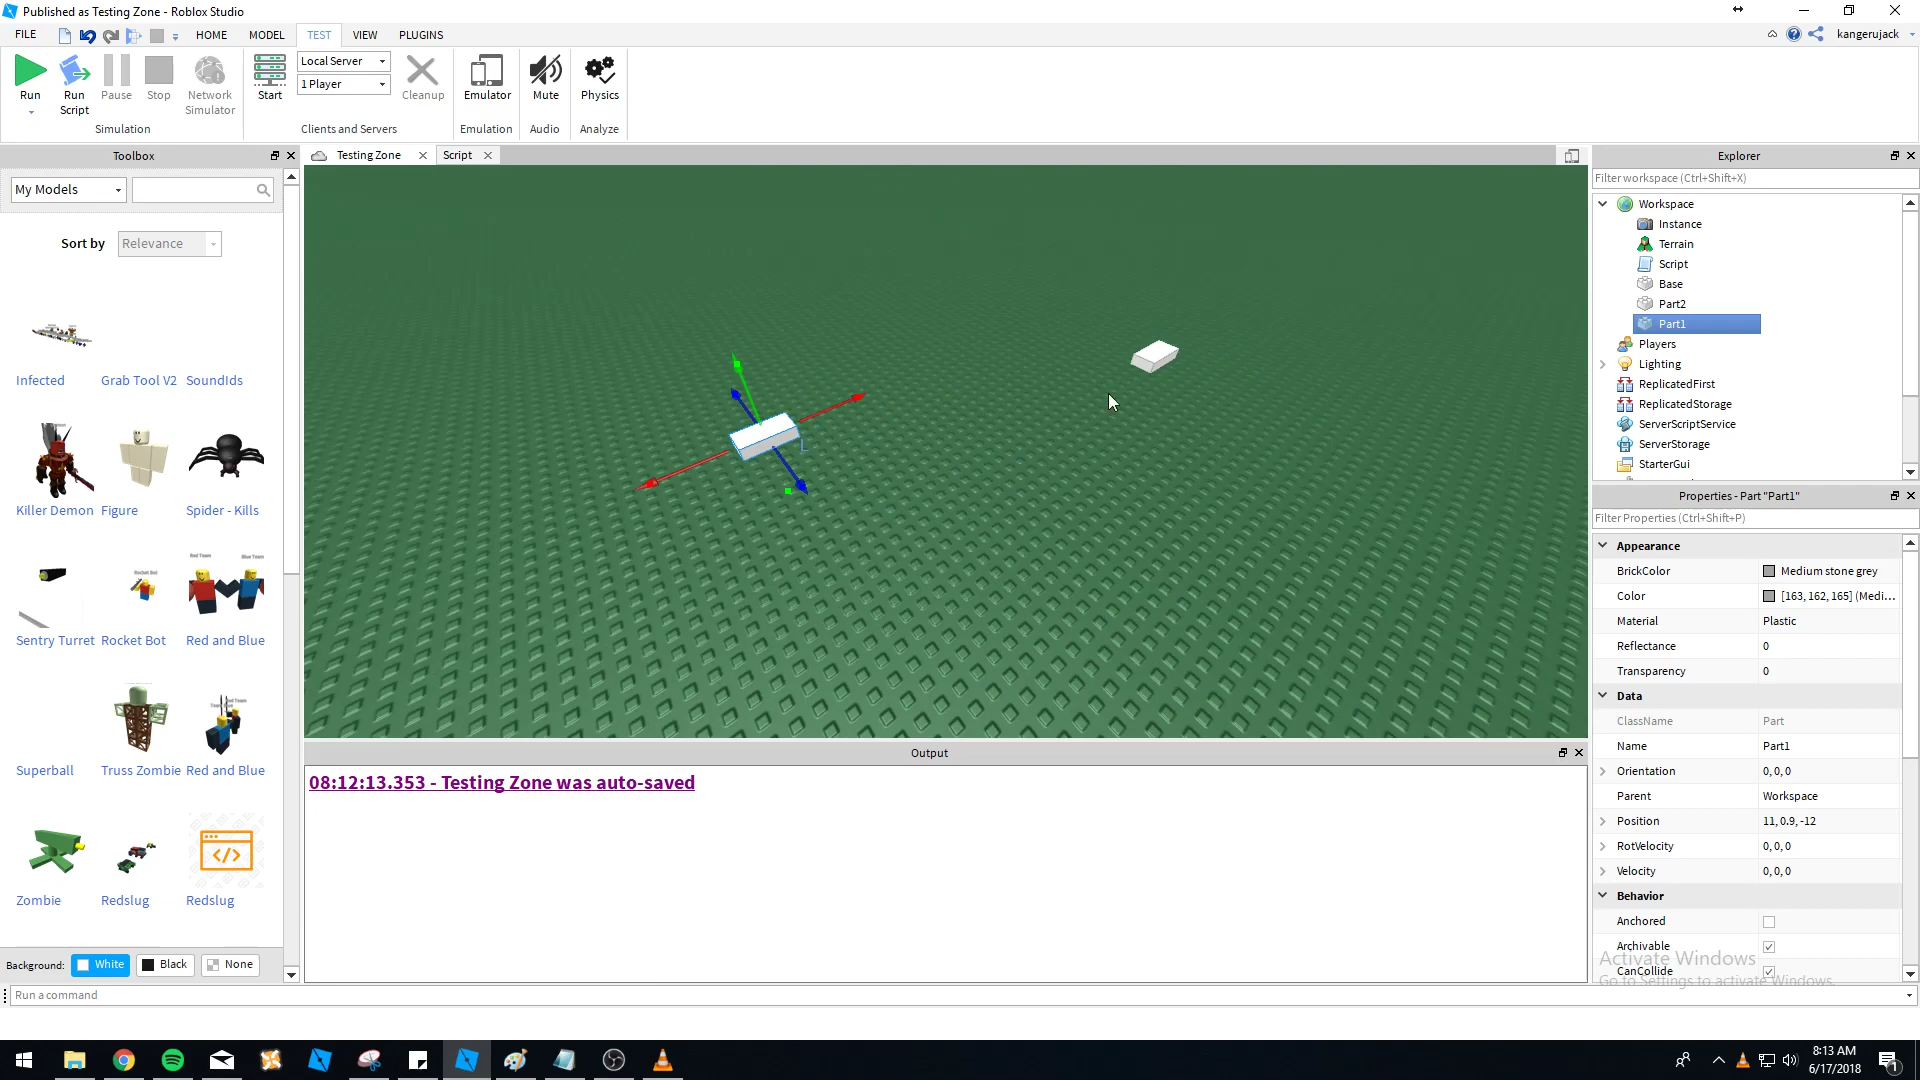 Published as Testing Zone - Roblox Studio
FILE HOME MODEL TEST VIEW PLUGINS kangerujack
Run
Run Script
Pause
Stop
Network Simulator
Simulation
Start
Local Server
1 Player
Cleanup
Clients and Servers
Emulator
Emulation
Mute
Audio
Physics
Analyze
Toolbox
My Models
Sort by Relevance
Infected Grab Tool V2 SoundIds
Killer Demon Figure Spider - Kills
Sentry Turret Rocket Bot Red and Blue
Superball Truss Zombie Red and Blue
Zombie Redslug Redslug
Background: White Black None
Testing Zone Script
Output
08:12:13.353 - Testing Zone was auto-saved
Run a command
Explorer
Filter workspace (Ctrl+Shift+X)
Workspace
Instance
Terrain
Script
Base
Part2
Part1
Players
Lighting
ReplicatedFirst
ReplicatedStorage
ServerScriptService
ServerStorage
StarterGui
Properties - Part "Part1"
Filter Properties (Ctrl+Shift+P)
Appearance
BrickColor Medium stone grey
Color [163, 162, 165] (Medi...
Material Plastic
Reflectance 0
Transparency 0
Data
ClassName Part
Name Part1
Orientation 0, 0, 0
Parent Workspace
Position 11, 0.9, -12
RotVelocity 0, 0, 0
Velocity 0, 0, 0
Behavior
Anchored
Archivable
CanCollide
Activate Windows
Go to Settings to activate Windows.
8:13 AM
6/17/2018
1